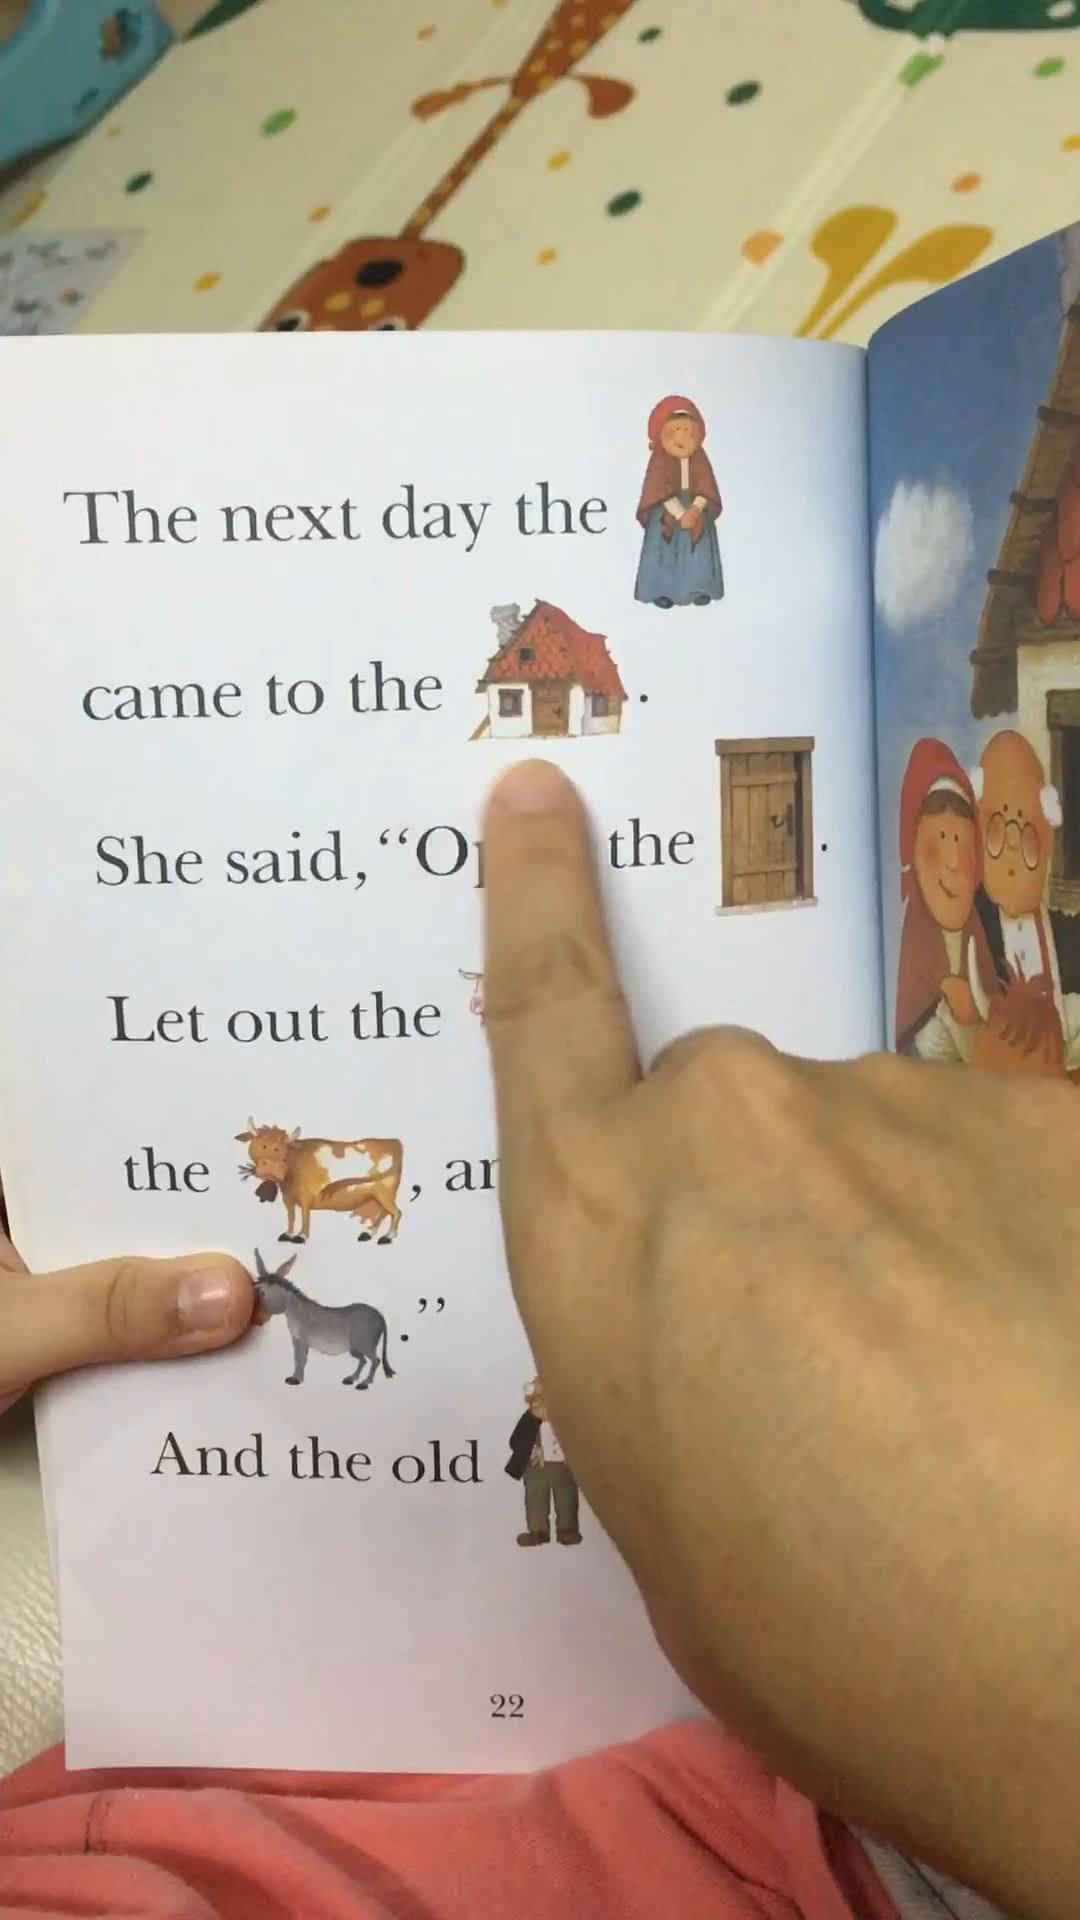 The next day the
came to the .
She said, “ the .
Let out the
the ,
.”
And the old
22